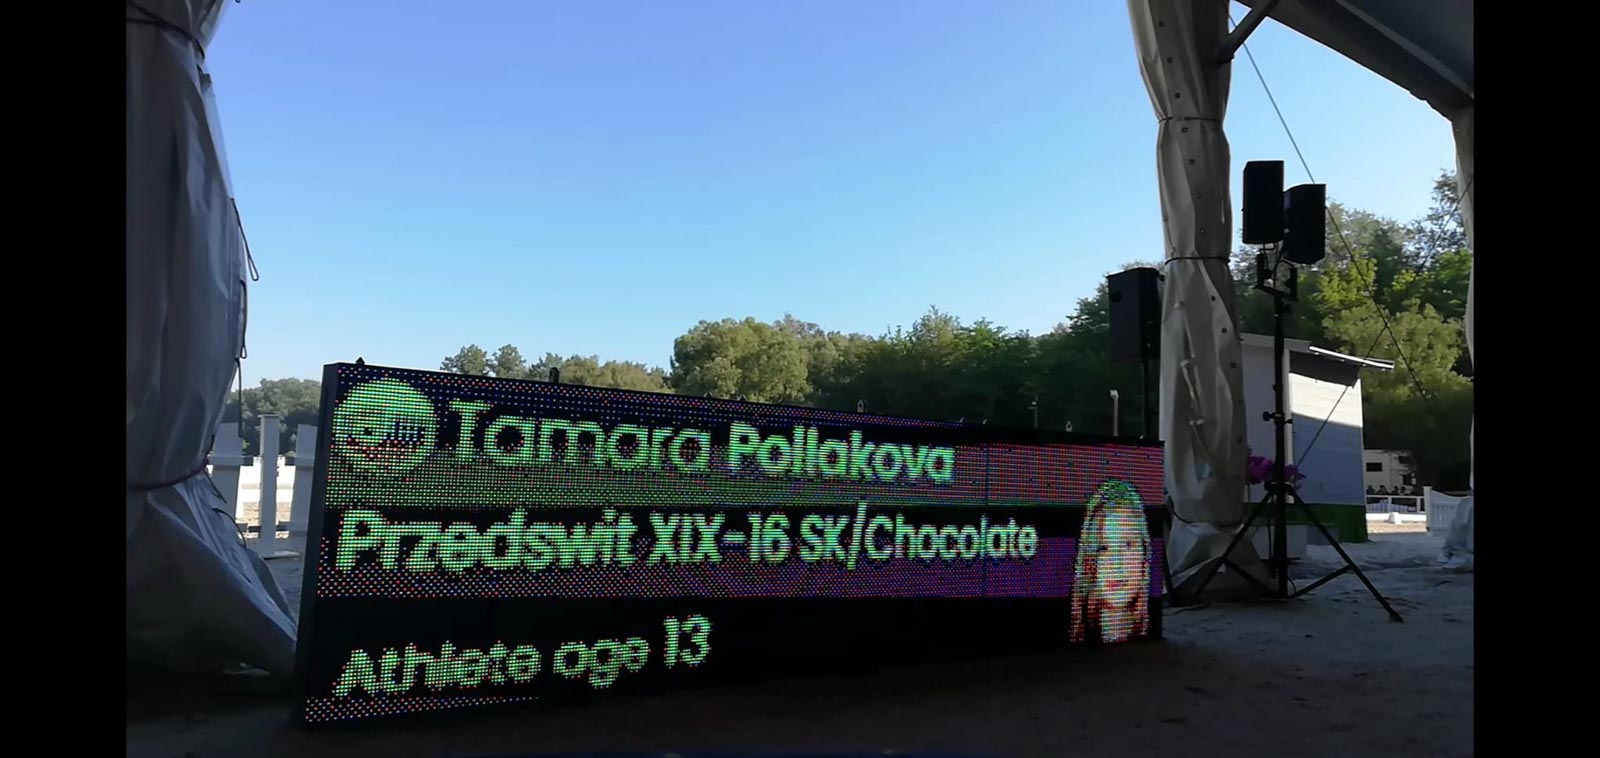 Tamara Pollakova
Przedswit XIX-16 SK/Chocolate
Athlete age 13